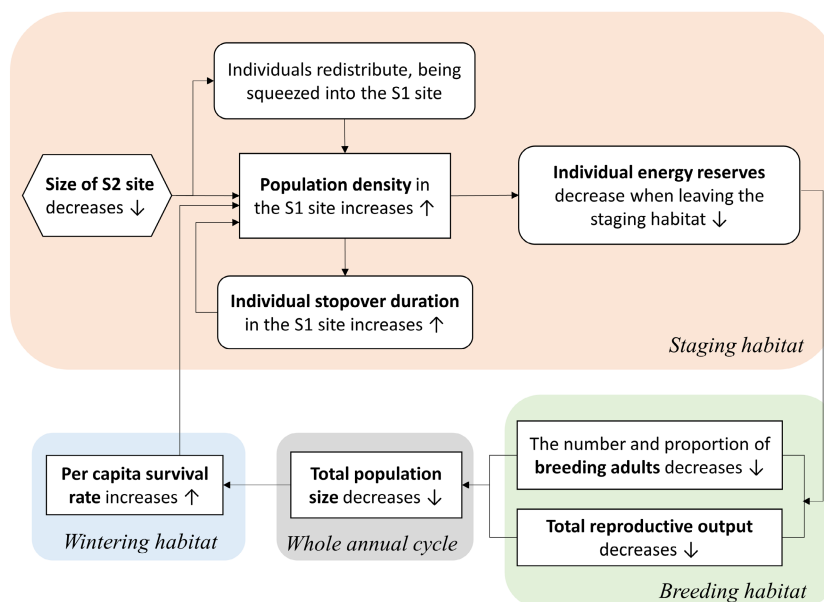 Individuals redistribute, being
squeezed into the S1 site
Size of S2 site
decreases ↓
Population density in
the S1 site increases ↑
Individual energy reserves
decrease when leaving the
staging habitat ↓
Individual stopover duration
in the S1 site increases ↑
Staging habitat
The number and proportion of
breeding adults decreases ↓
Total reproductive output
decreases ↓
Breeding habitat
Total population
size decreases ↓
Whole annual cycle
Per capita survival
rate increases ↑
Wintering habitat